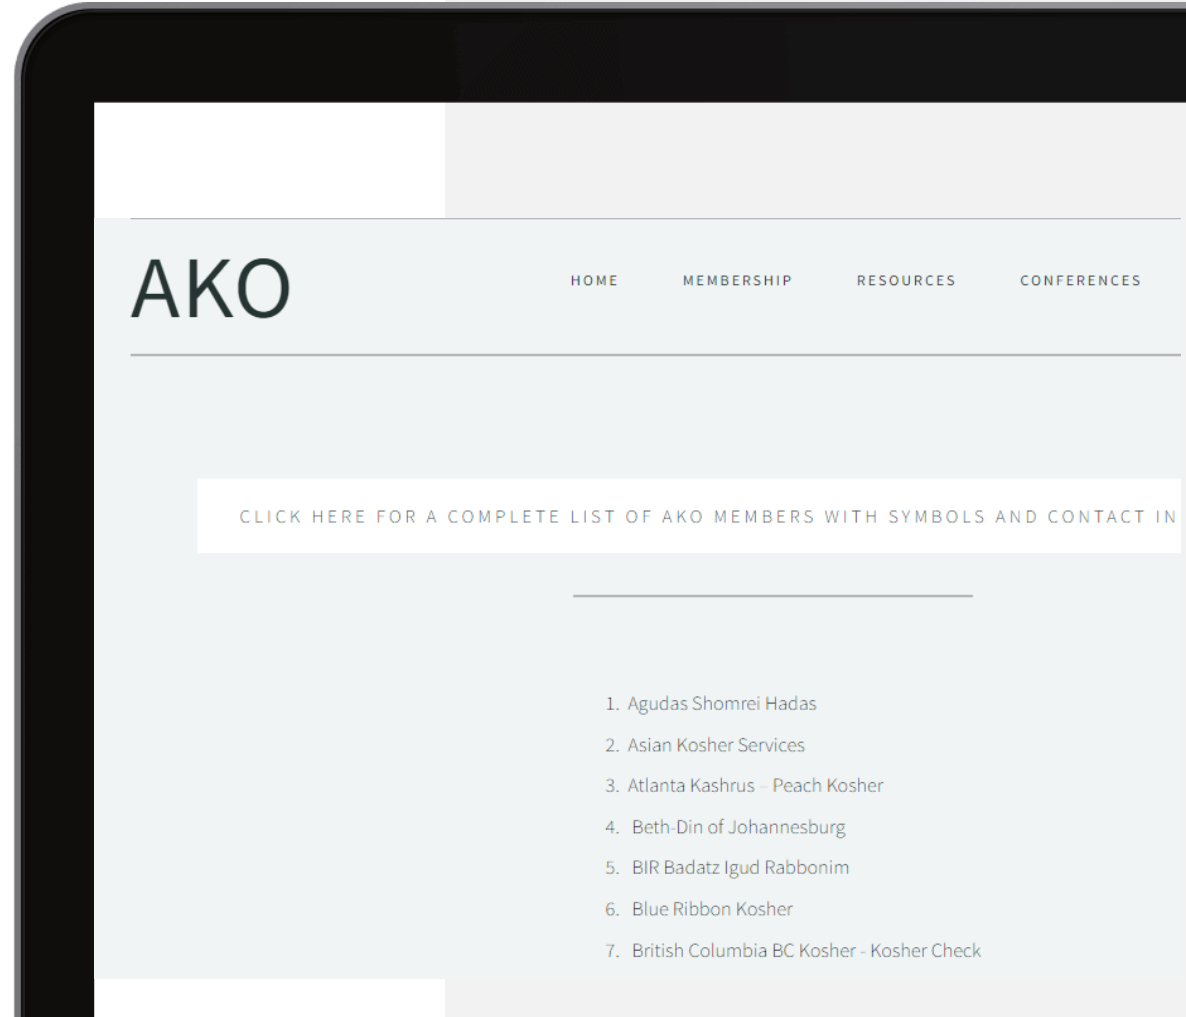 AKO
HOME MEMBERSHIP RESOURCES CONFERENCES
CLICK HERE FOR A COMPLETE LIST OF AKO MEMBERS WITH SYMBOLS AND CONTACT IN
1. Agudas Shomrei Hadas
2. Asian Kosher Services
3. Atlanta Kashrus – Peach Kosher
4. Beth-Din of Johannesburg
5. BIR Badatz Igud Rabbonim
6. Blue Ribbon Kosher
7. British Columbia BC Kosher - Kosher Check